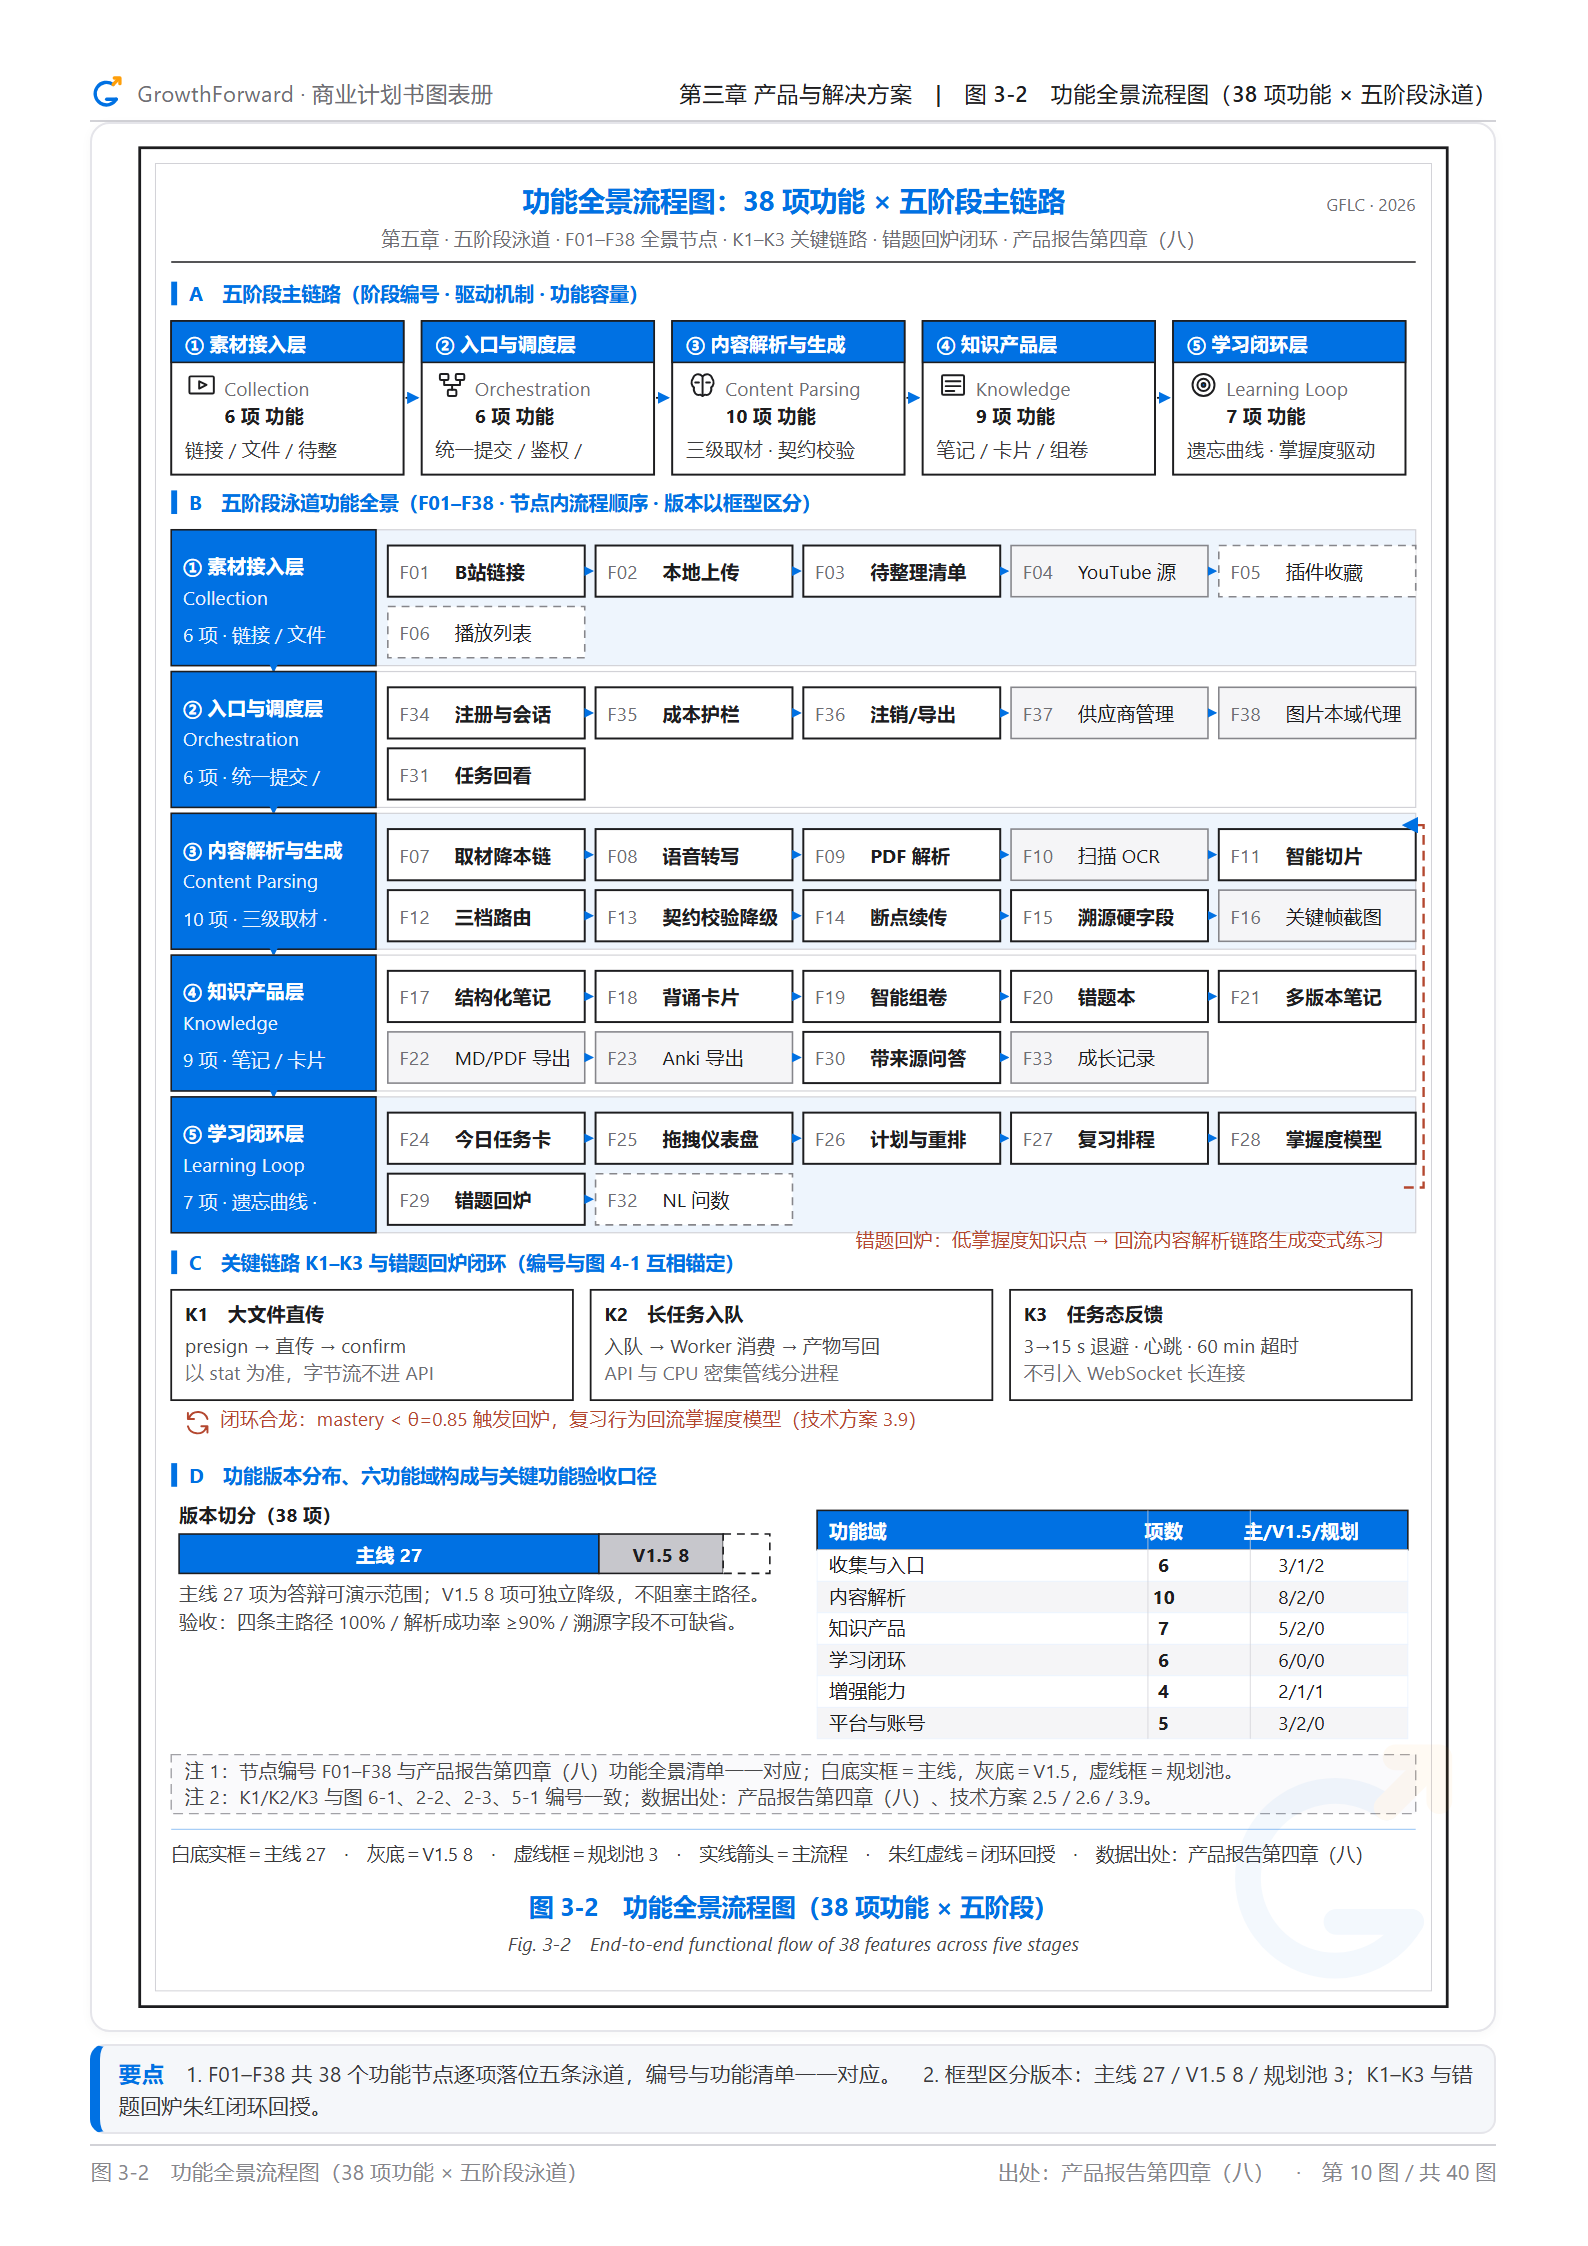 GrowthForward · 商业计划书图表册
第三章 产品与解决方案 | 图 3-2 功能全景流程图（38 项功能 × 五阶段泳道）
功能全景流程图：38 项功能 × 五阶段主链路
GFLC · 2026
第五章 · 五阶段泳道 · F01–F38 全景节点 · K1–K3 关键链路 · 错题回炉闭环 · 产品报告第四章（八）
A 五阶段主链路（阶段编号 · 驱动机制 · 功能容量）
① 素材接入层
Collection
6 项 功能
链接 / 文件 / 待整
② 入口与调度层
Orchestration
6 项 功能
统一提交 / 鉴权 /
③ 内容解析与生成
Content Parsing
10 项 功能
三级取材 · 契约校验
④ 知识产品层
Knowledge
9 项 功能
笔记 / 卡片 / 组卷
⑤ 学习闭环层
Learning Loop
7 项 功能
遗忘曲线 · 掌握度驱动
B 五阶段泳道功能全景（F01–F38 · 节点内流程顺序 · 版本以框型区分）
① 素材接入层
Collection
6 项 · 链接 / 文件
F01 B站链接
F02 本地上传
F03 待整理清单
F04 YouTube 源
F05 插件收藏
F06 播放列表
② 入口与调度层
Orchestration
6 项 · 统一提交 /
F34 注册与会话
F35 成本护栏
F36 注销/导出
F37 供应商管理
F38 图片本域代理
F31 任务回看
③ 内容解析与生成
Content Parsing
10 项 · 三级取材 ·
F07 取材降本链
F08 语音转写
F09 PDF 解析
F10 扫描 OCR
F11 智能切片
F12 三档路由
F13 契约校验降级
F14 断点续传
F15 溯源硬字段
F16 关键帧截图
④ 知识产品层
Knowledge
9 项 · 笔记 / 卡片
F17 结构化笔记
F18 背诵卡片
F19 智能组卷
F20 错题本
F21 多版本笔记
F22 MD/PDF 导出
F23 Anki 导出
F30 带来源问答
F33 成长记录
⑤ 学习闭环层
Learning Loop
7 项 · 遗忘曲线 ·
F24 今日任务卡
F25 拖拽仪表盘
F26 计划与重排
F27 复习排程
F28 掌握度模型
F29 错题回炉
F32 NL 问数
错题回炉：低掌握度知识点 → 回流内容解析链路生成变式练习
C 关键链路 K1–K3 与错题回炉闭环（编号与图 4-1 互相锚定）
K1 大文件直传
presign → 直传 → confirm
以 stat 为准，字节流不进 API
K2 长任务入队
入队 → Worker 消费 → 产物写回
API 与 CPU 密集管线分进程
K3 任务态反馈
3→15 s 退避 · 心跳 · 60 min 超时
不引入 WebSocket 长连接
闭环合龙：mastery < θ=0.85 触发回炉，复习行为回流掌握度模型（技术方案 3.9）
D 功能版本分布、六功能域构成与关键功能验收口径
版本切分（38 项）
主线 27 V1.5 8
主线 27 项为答辩可演示范围；V1.5 8 项可独立降级，不阻塞主路径。
验收：四条主路径 100% / 解析成功率 ≥90% / 溯源字段不可缺省。
功能域 项数 主/V1.5/规划
收集与入口 6 3/1/2
内容解析 10 8/2/0
知识产品 7 5/2/0
学习闭环 6 6/0/0
增强能力 4 2/1/1
平台与账号 5 3/2/0
注 1：节点编号 F01–F38 与产品报告第四章（八）功能全景清单一一对应；白底实框＝主线，灰底＝V1.5，虚线框＝规划池。
注 2：K1/K2/K3 与图 6-1、2-2、2-3、5-1 编号一致；数据出处：产品报告第四章（八）、技术方案 2.5 / 2.6 / 3.9。
白底实框＝主线 27 · 灰底＝V1.5 8 · 虚线框＝规划池 3 · 实线箭头＝主流程 · 朱红虚线＝闭环回授 · 数据出处：产品报告第四章（八）
图 3-2 功能全景流程图（38 项功能 × 五阶段）
Fig. 3-2 End-to-end functional flow of 38 features across five stages
要点 1. F01–F38 共 38 个功能节点逐项落位五条泳道，编号与功能清单一一对应。 2. 框型区分版本：主线 27 / V1.5 8 / 规划池 3；K1–K3 与错
题回炉朱红闭环回授。
图 3-2 功能全景流程图（38 项功能 × 五阶段泳道）
出处：产品报告第四章（八） · 第 10 图 / 共 40 图